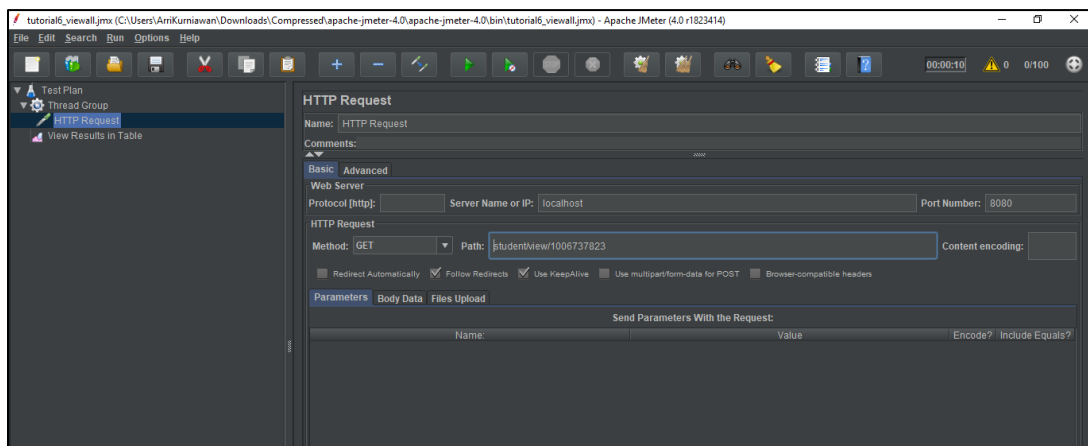 tutorial6_viewall.jmx (C:\Users\ArriKurniawan\Downloads\Compressed\apache-jmeter-4.0\apache-jmeter-4.0\bin\tutorial6_viewall.jmx) - Apache JMeter (4.0 r1823414)
File Edit Search Run Options Help
00:00:10 0 0/100
Test Plan
Thread Group
HTTP Request
View Results in Table
HTTP Request
Name: HTTP Request
Comments:
Basic Advanced
Web Server
Protocol [http]: Server Name or IP: localhost Port Number: 8080
HTTP Request
Method: GET Path: student/view/1006737823 Content encoding:
Redirect Automatically Follow Redirects Use KeepAlive Use multipart/form-data for POST Browser-compatible headers
Parameters Body Data Files Upload
Send Parameters With the Request:
Name: Value Encode? Include Equals?